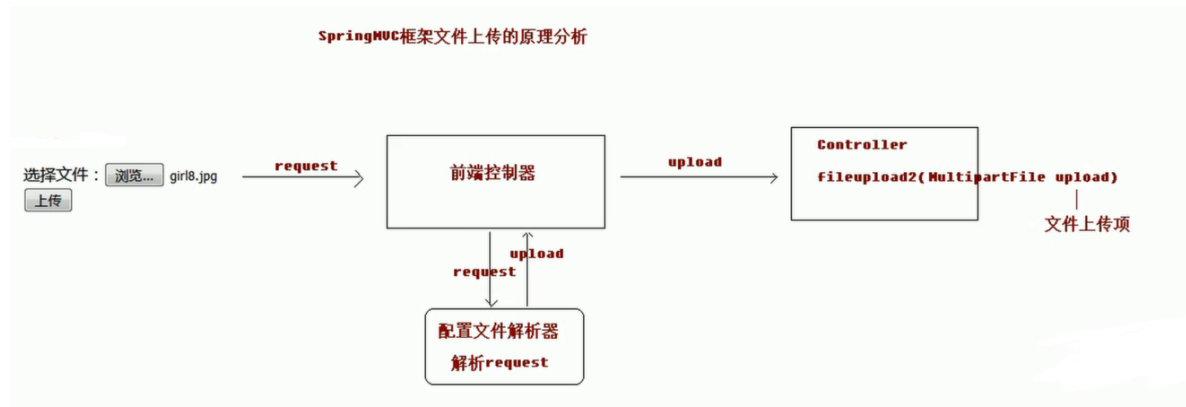 SpringMVC框架文件上传的原理分析
选择文件： 浏览... girl8.jpg
上传
request
前端控制器
upload
Controller
fileupload2(MultipartFile upload)
文件上传项
upload
request
配置文件解析器
解析request